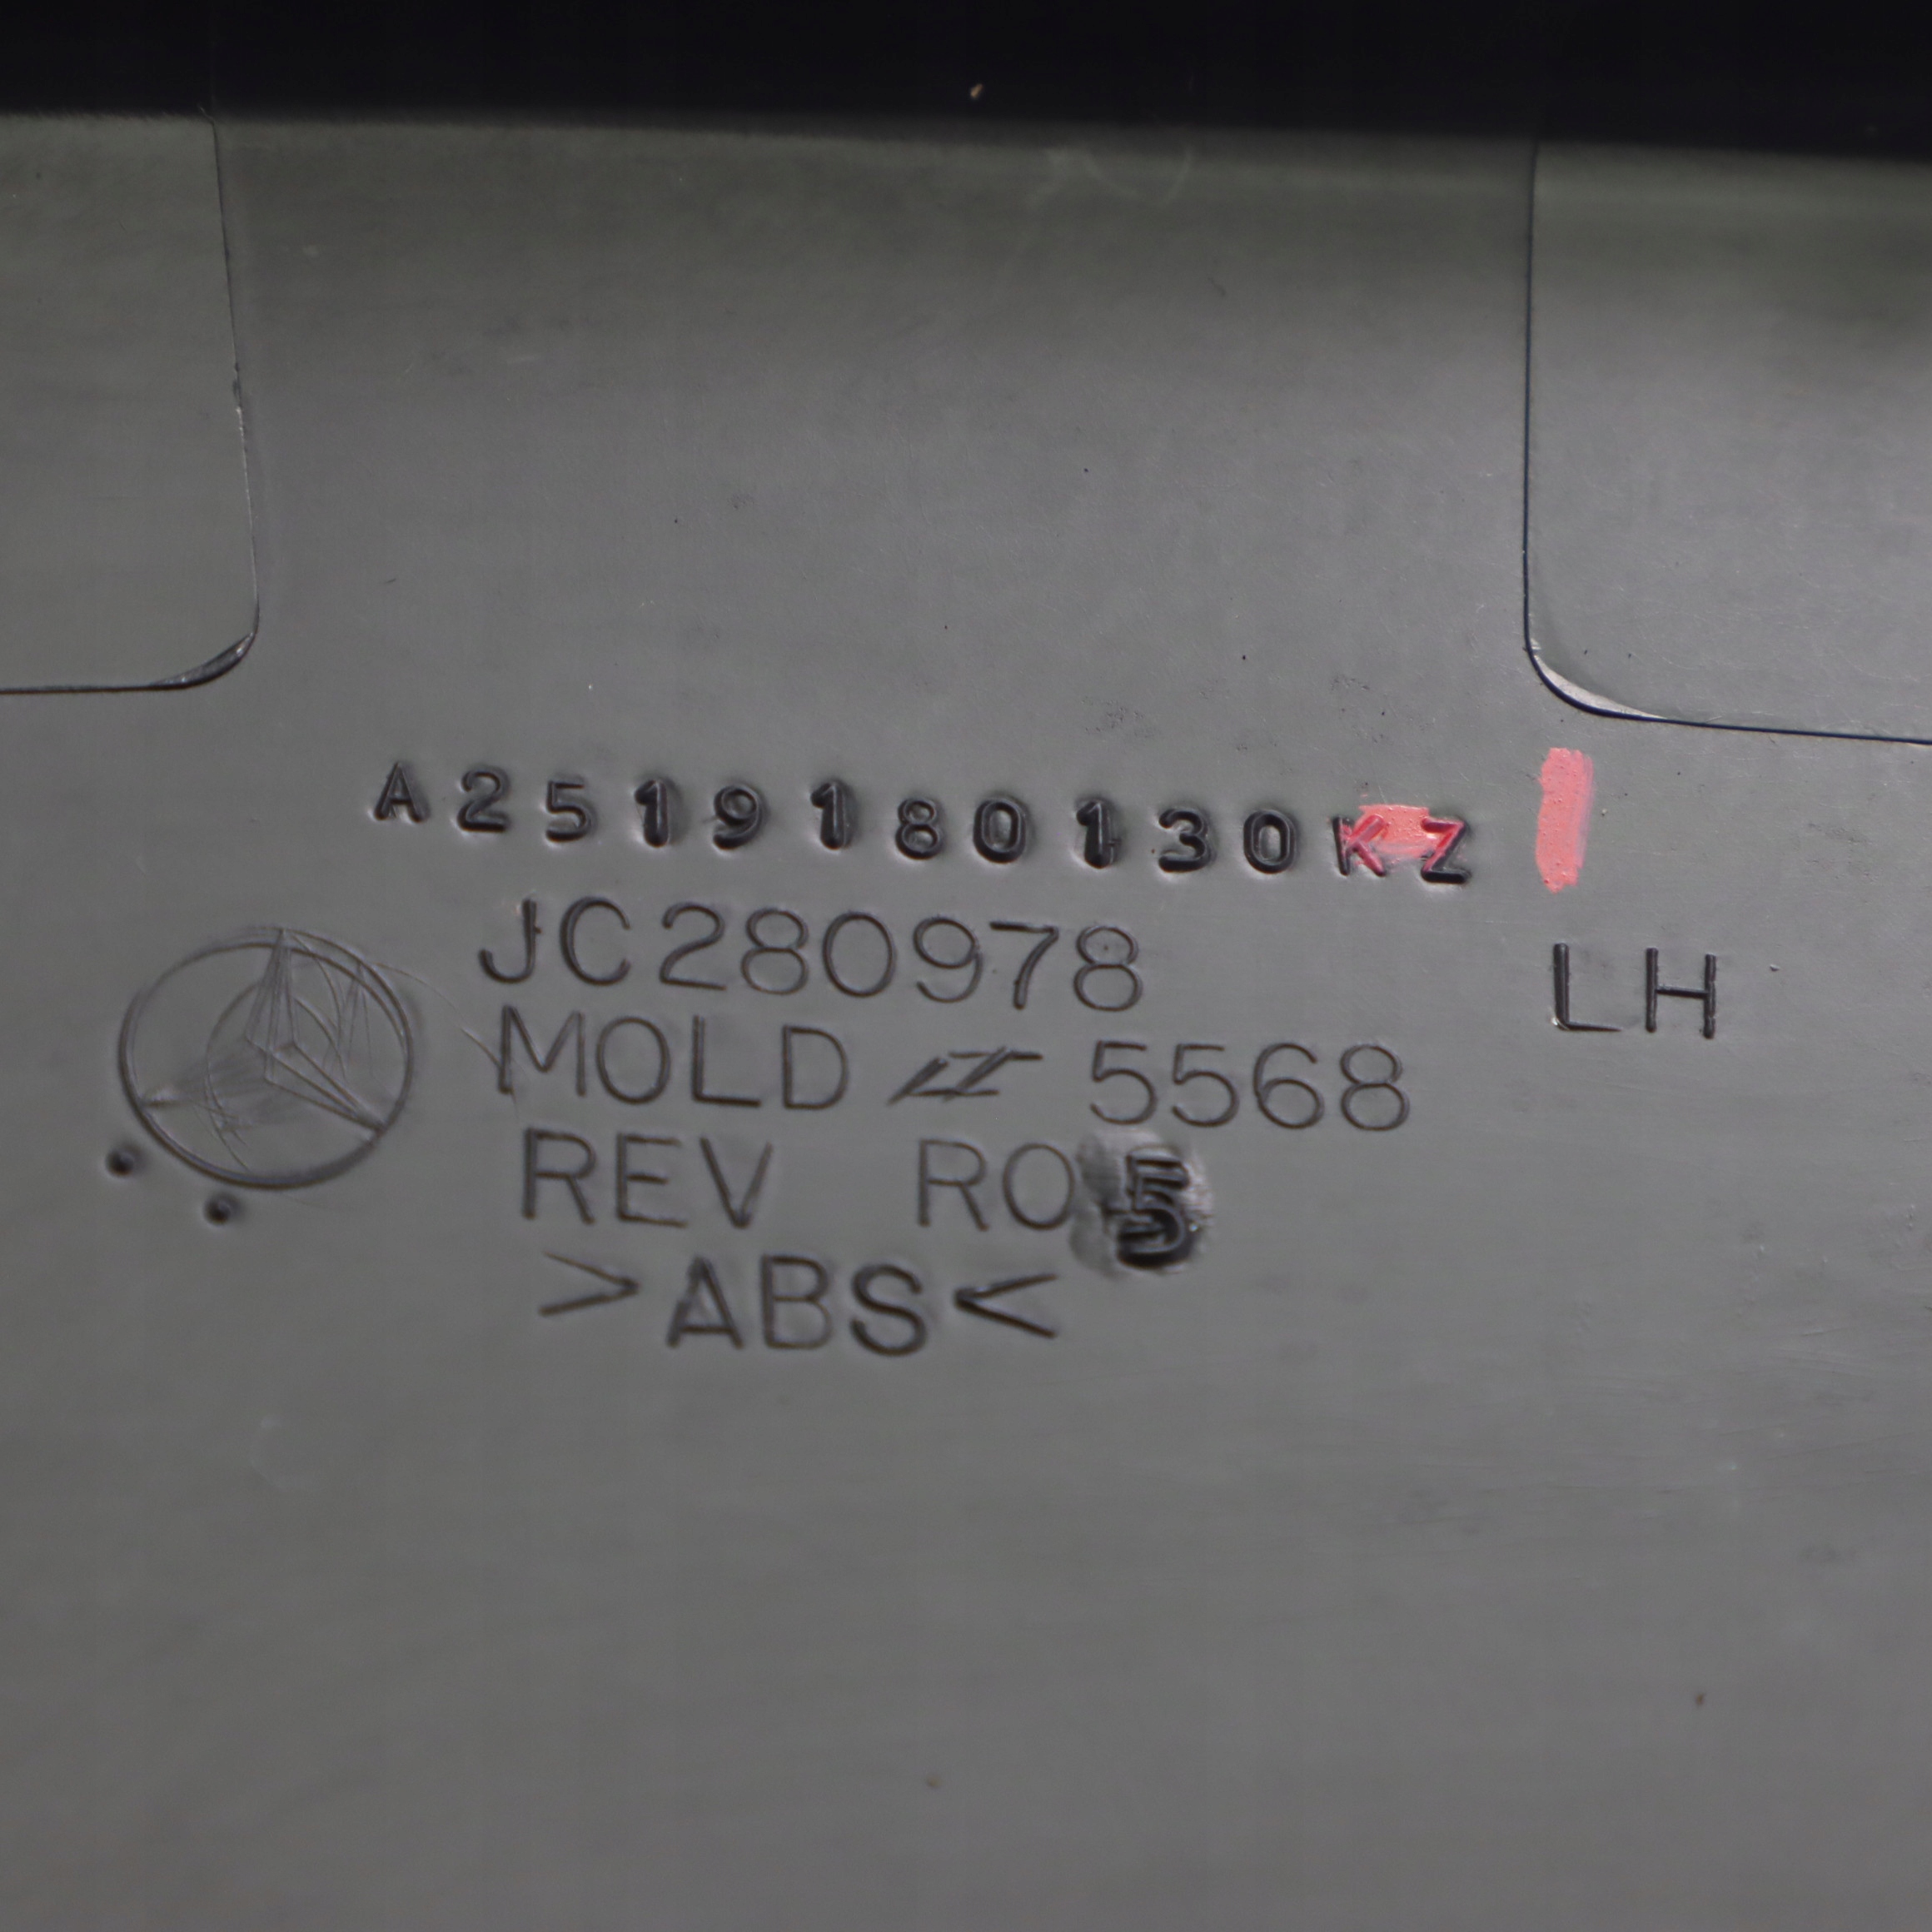 A2519180130KZ
JC280978
LH
MOLD # 5568
REV R05
>ABS<